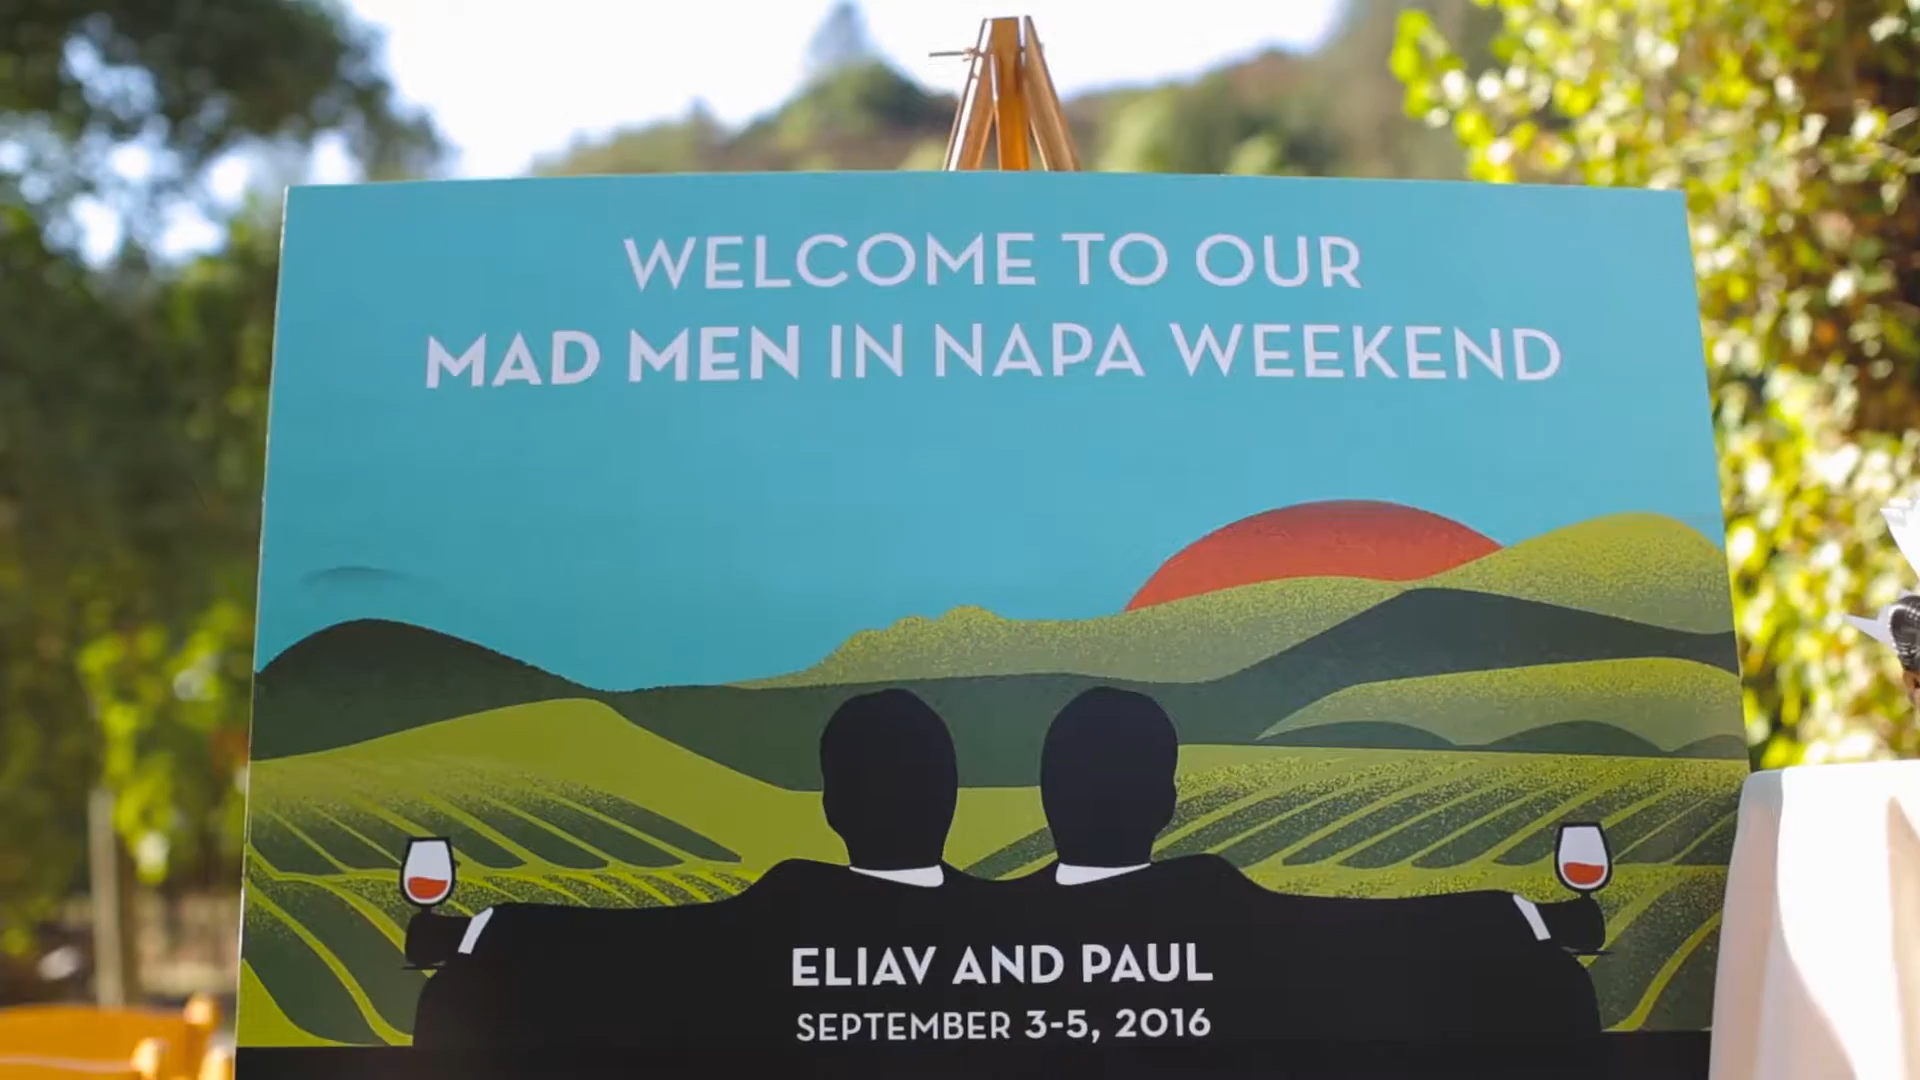 WELCOME TO OUR
MAD MEN IN NAPA WEEKEND
ELIAV AND PAUL
SEPTEMBER 3-5, 2016